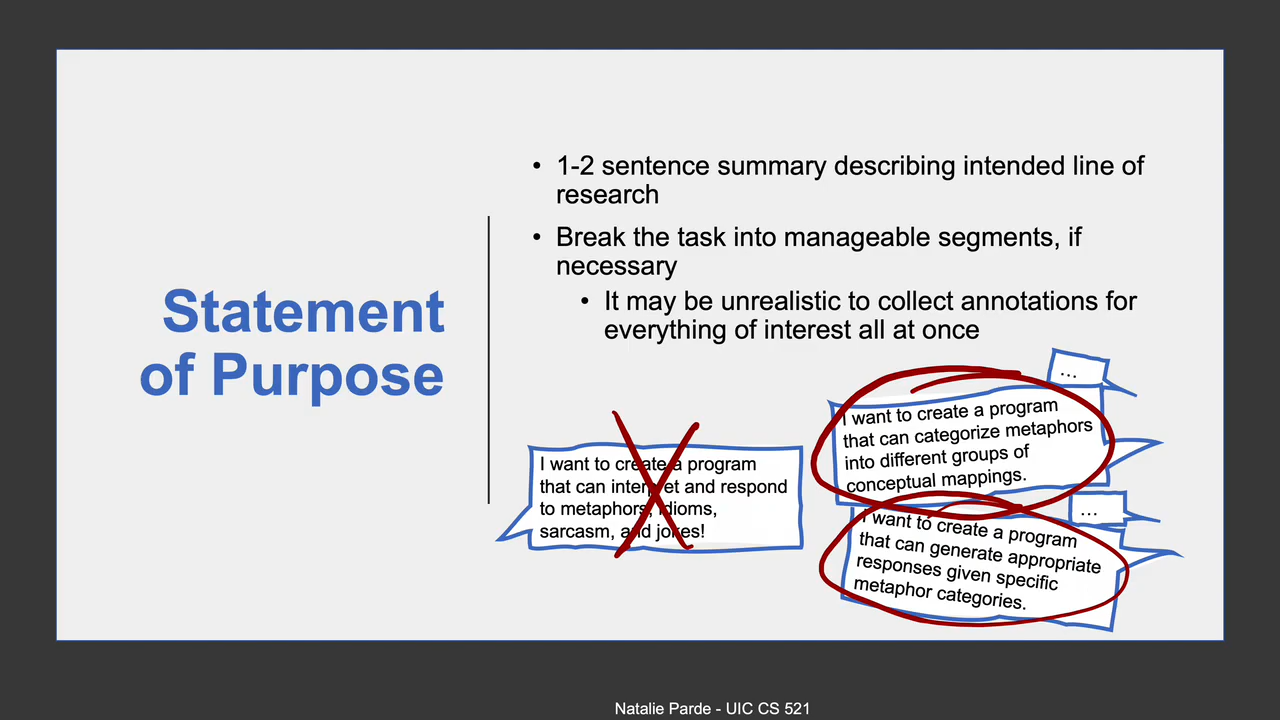 Statement
of Purpose
• 1-2 sentence summary describing intended line of
research
• Break the task into manageable segments, if
necessary
• It may be unrealistic to collect annotations for
everything of interest all at once
I want to create a program
that can interpret and respond
to metaphors, idioms,
sarcasm, and jokes!
...
I want to create a program
that can categorize metaphors
into different groups of
conceptual mappings.
...
I want to create a program
that can generate appropriate
responses given specific
metaphor categories.
Natalie Parde - UIC CS 521